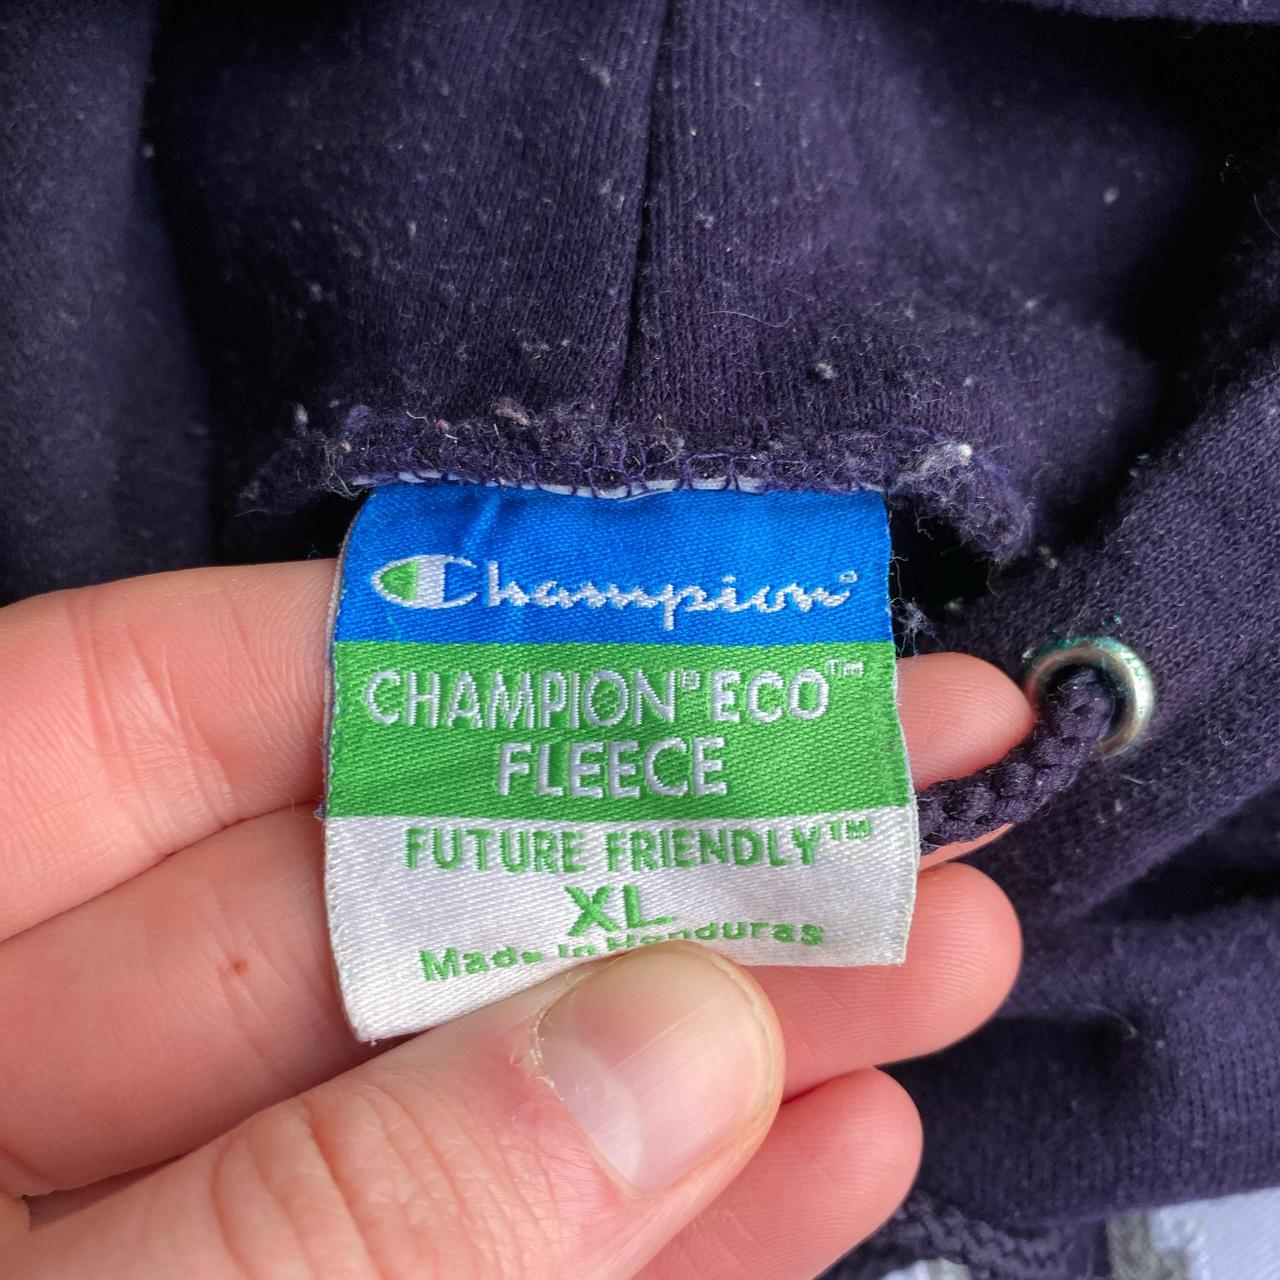 Champion®
CHAMPION® ECO™
FLEECE
FUTURE FRIENDLY™
XL
Made In Honduras